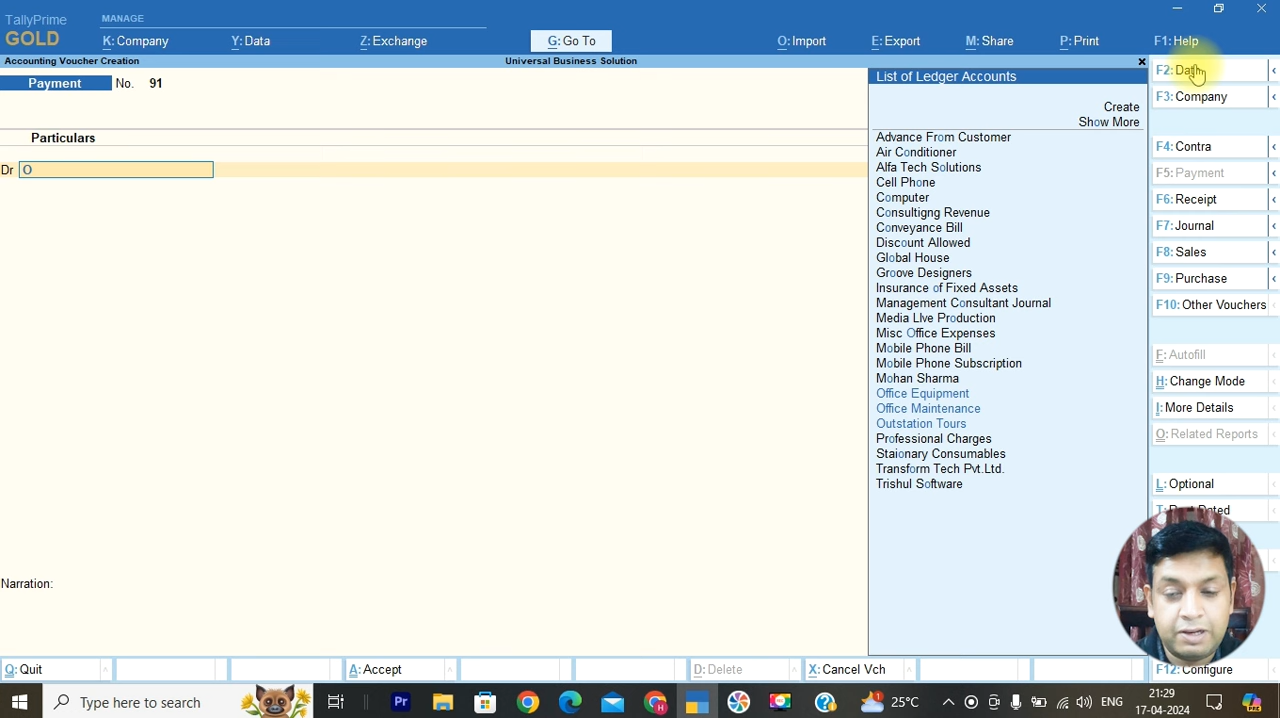 TallyPrime
GOLD
MANAGE
K: Company
Y: Data
Z: Exchange
G: Go To
O: Import
E: Export
M: Share
P: Print
F1: Help
Accounting Voucher Creation
Universal Business Solution
Payment No. 91
Particulars
Dr O
Narration:
List of Ledger Accounts
Create
Show More
Advance From Customer
Air Conditioner
Alfa Tech Solutions
Cell Phone
Computer
Consultigng Revenue
Conveyance Bill
Discount Allowed
Global House
Groove Designers
Insurance of Fixed Assets
Management Consultant Journal
Media LIve Production
Misc Office Expenses
Mobile Phone Bill
Mobile Phone Subscription
Mohan Sharma
Office Equipment
Office Maintenance
Outstation Tours
Professional Charges
Staionary Consumables
Transform Tech Pvt.Ltd.
Trishul Software
F2: Date
F3: Company
F4: Contra
F5: Payment
F6: Receipt
F7: Journal
F8: Sales
F9: Purchase
F10: Other Vouchers
F: Autofill
H: Change Mode
I: More Details
O: Related Reports
L: Optional
T: Post-Dated
F12: Configure
Q: Quit
A: Accept
D: Delete
X: Cancel Vch
Type here to search
Pr
H
25°C
ENG
21:29
17-04-2024